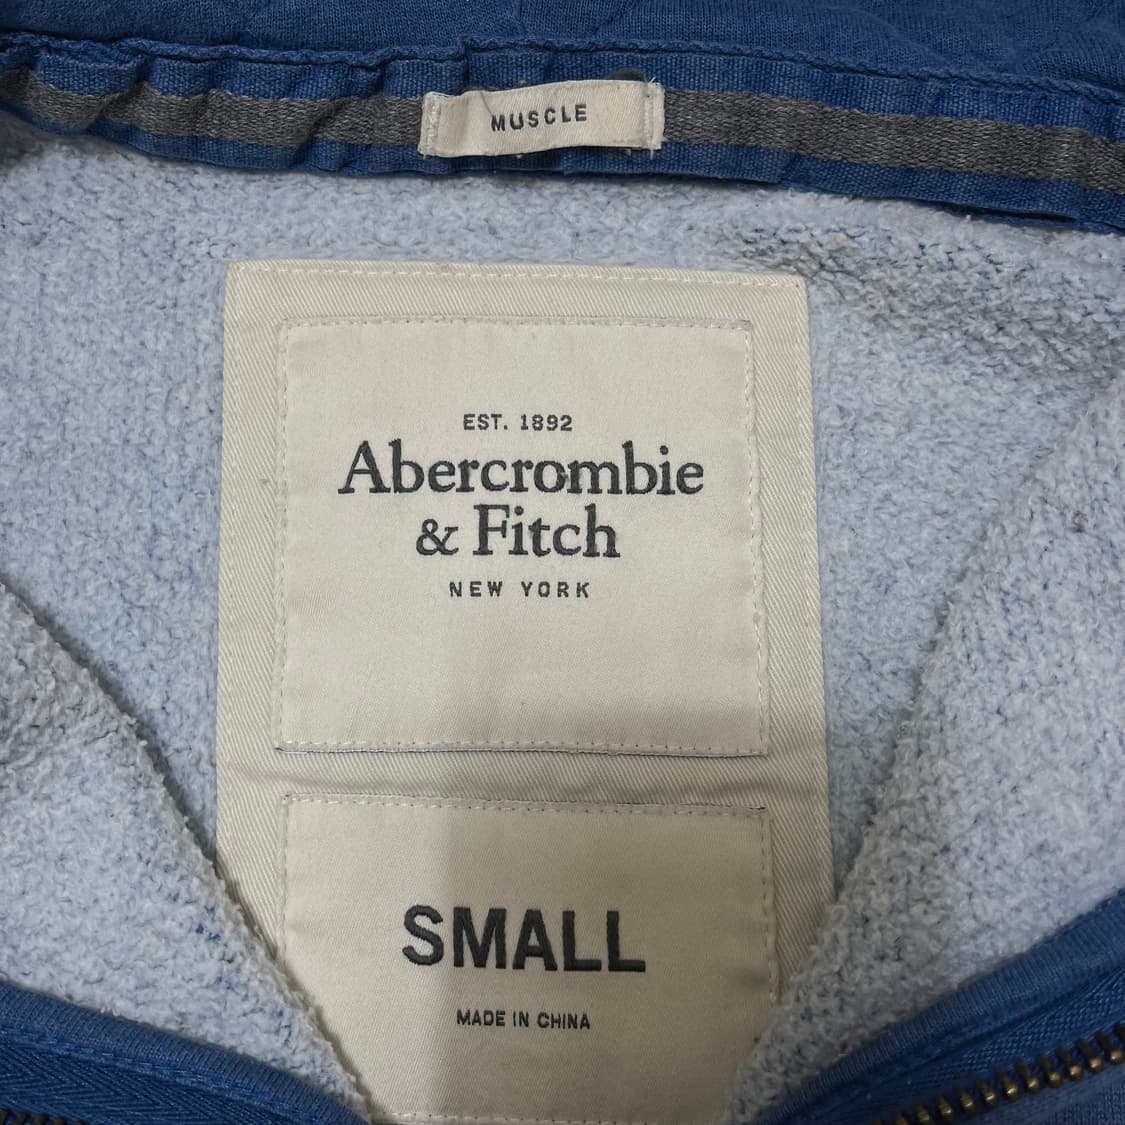 MUSCLE
EST. 1892
Abercrombie
& Fitch
NEW YORK
SMALL
MADE IN CHINA